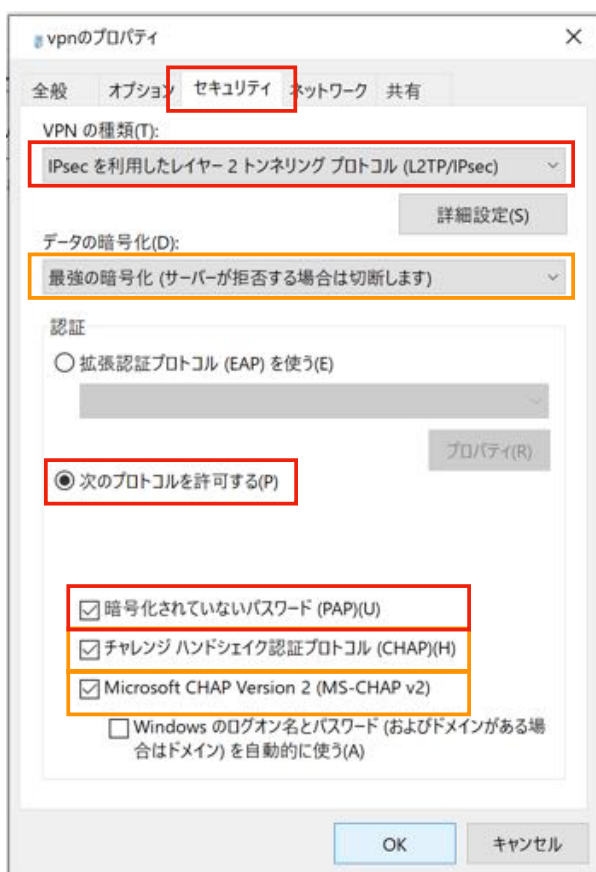 vpnのプロパティ
全般 オプション セキュリティ ネットワーク 共有
VPN の種類(T):
IPsec を利用したレイヤー 2 トンネリング プロトコル (L2TP/IPsec)
詳細設定(S)
データの暗号化(D):
最強の暗号化 (サーバーが拒否する場合は切断します)
認証
拡張認証プロトコル (EAP) を使う(E)
プロパティ(R)
次のプロトコルを許可する(P)
暗号化されていないパスワード (PAP)(U)
チャレンジ ハンドシェイク認証プロトコル (CHAP)(H)
Microsoft CHAP Version 2 (MS-CHAP v2)
Windows のログオン名とパスワード (およびドメインがある場
合はドメイン) を自動的に使う(A)
OK キャンセル